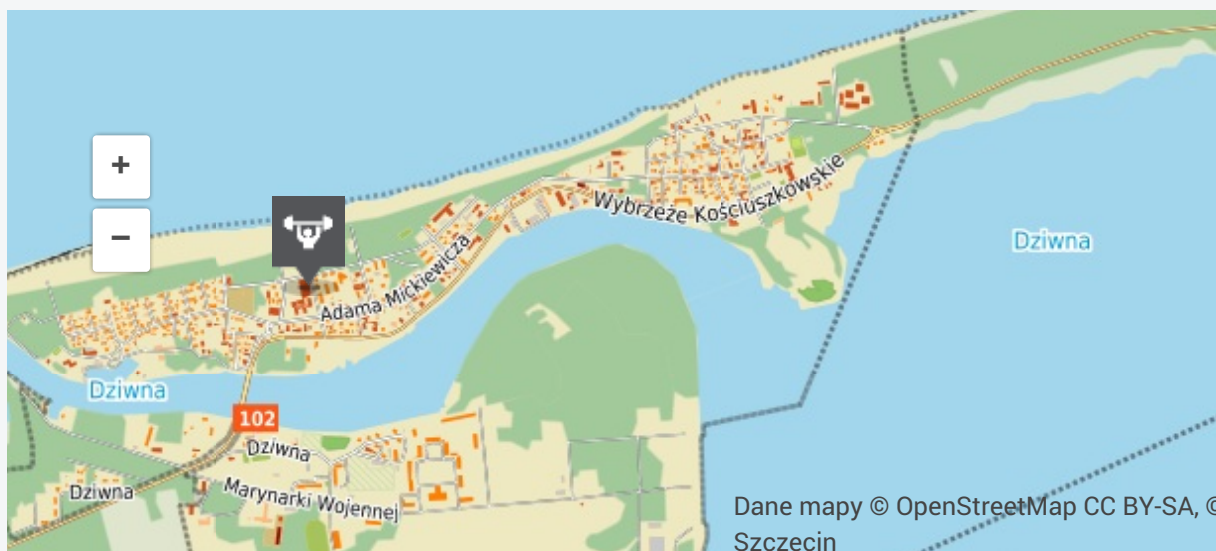 +
−
Wybrzeże Kościuszkowskie
Dziwna
Adama Mickiewicza
Dziwna
102
Dziwna
Dziwna
Marynarki Wojennej
Dane mapy © OpenStreetMap CC BY-SA, ©
Szczecin